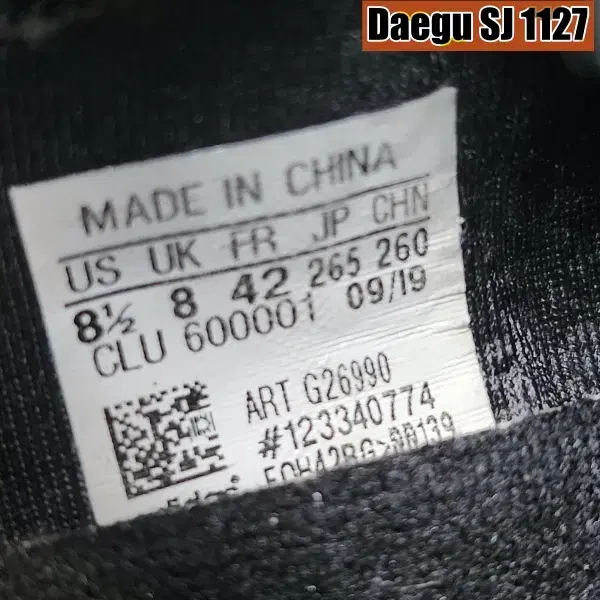 Daegu SJ 1127
MADE IN CHINA
US UK FR JP CHN
8½ 8 42 265 260
CLU 600001 09/19
ART G26990
#123340774